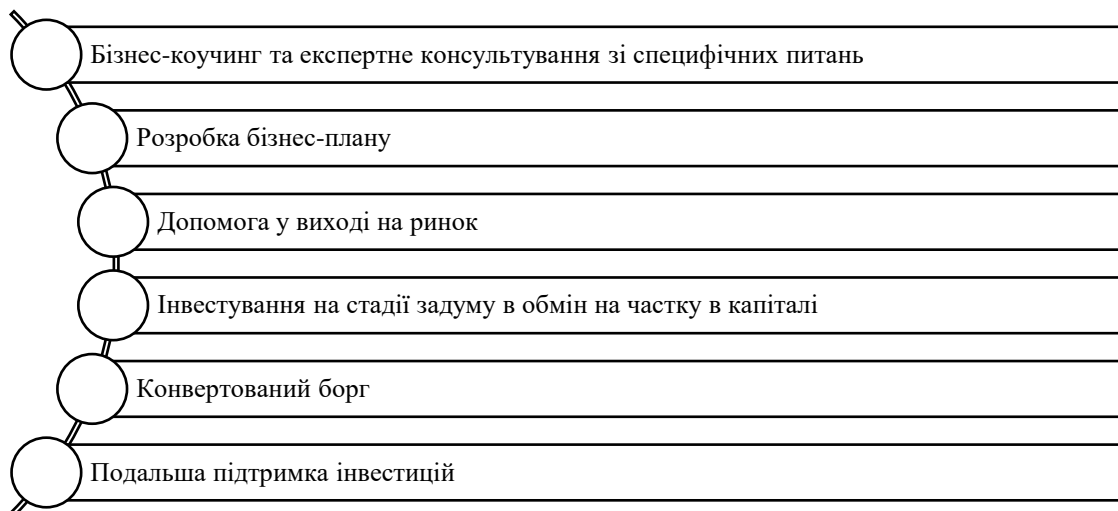 Бізнес-коучинг та експертне консультування зі специфічних питань
Розробка бізнес-плану
Допомога у виході на ринок
Інвестування на стадії задуму в обмін на частку в капіталі
Конвертований борг
Подальша підтримка інвестицій